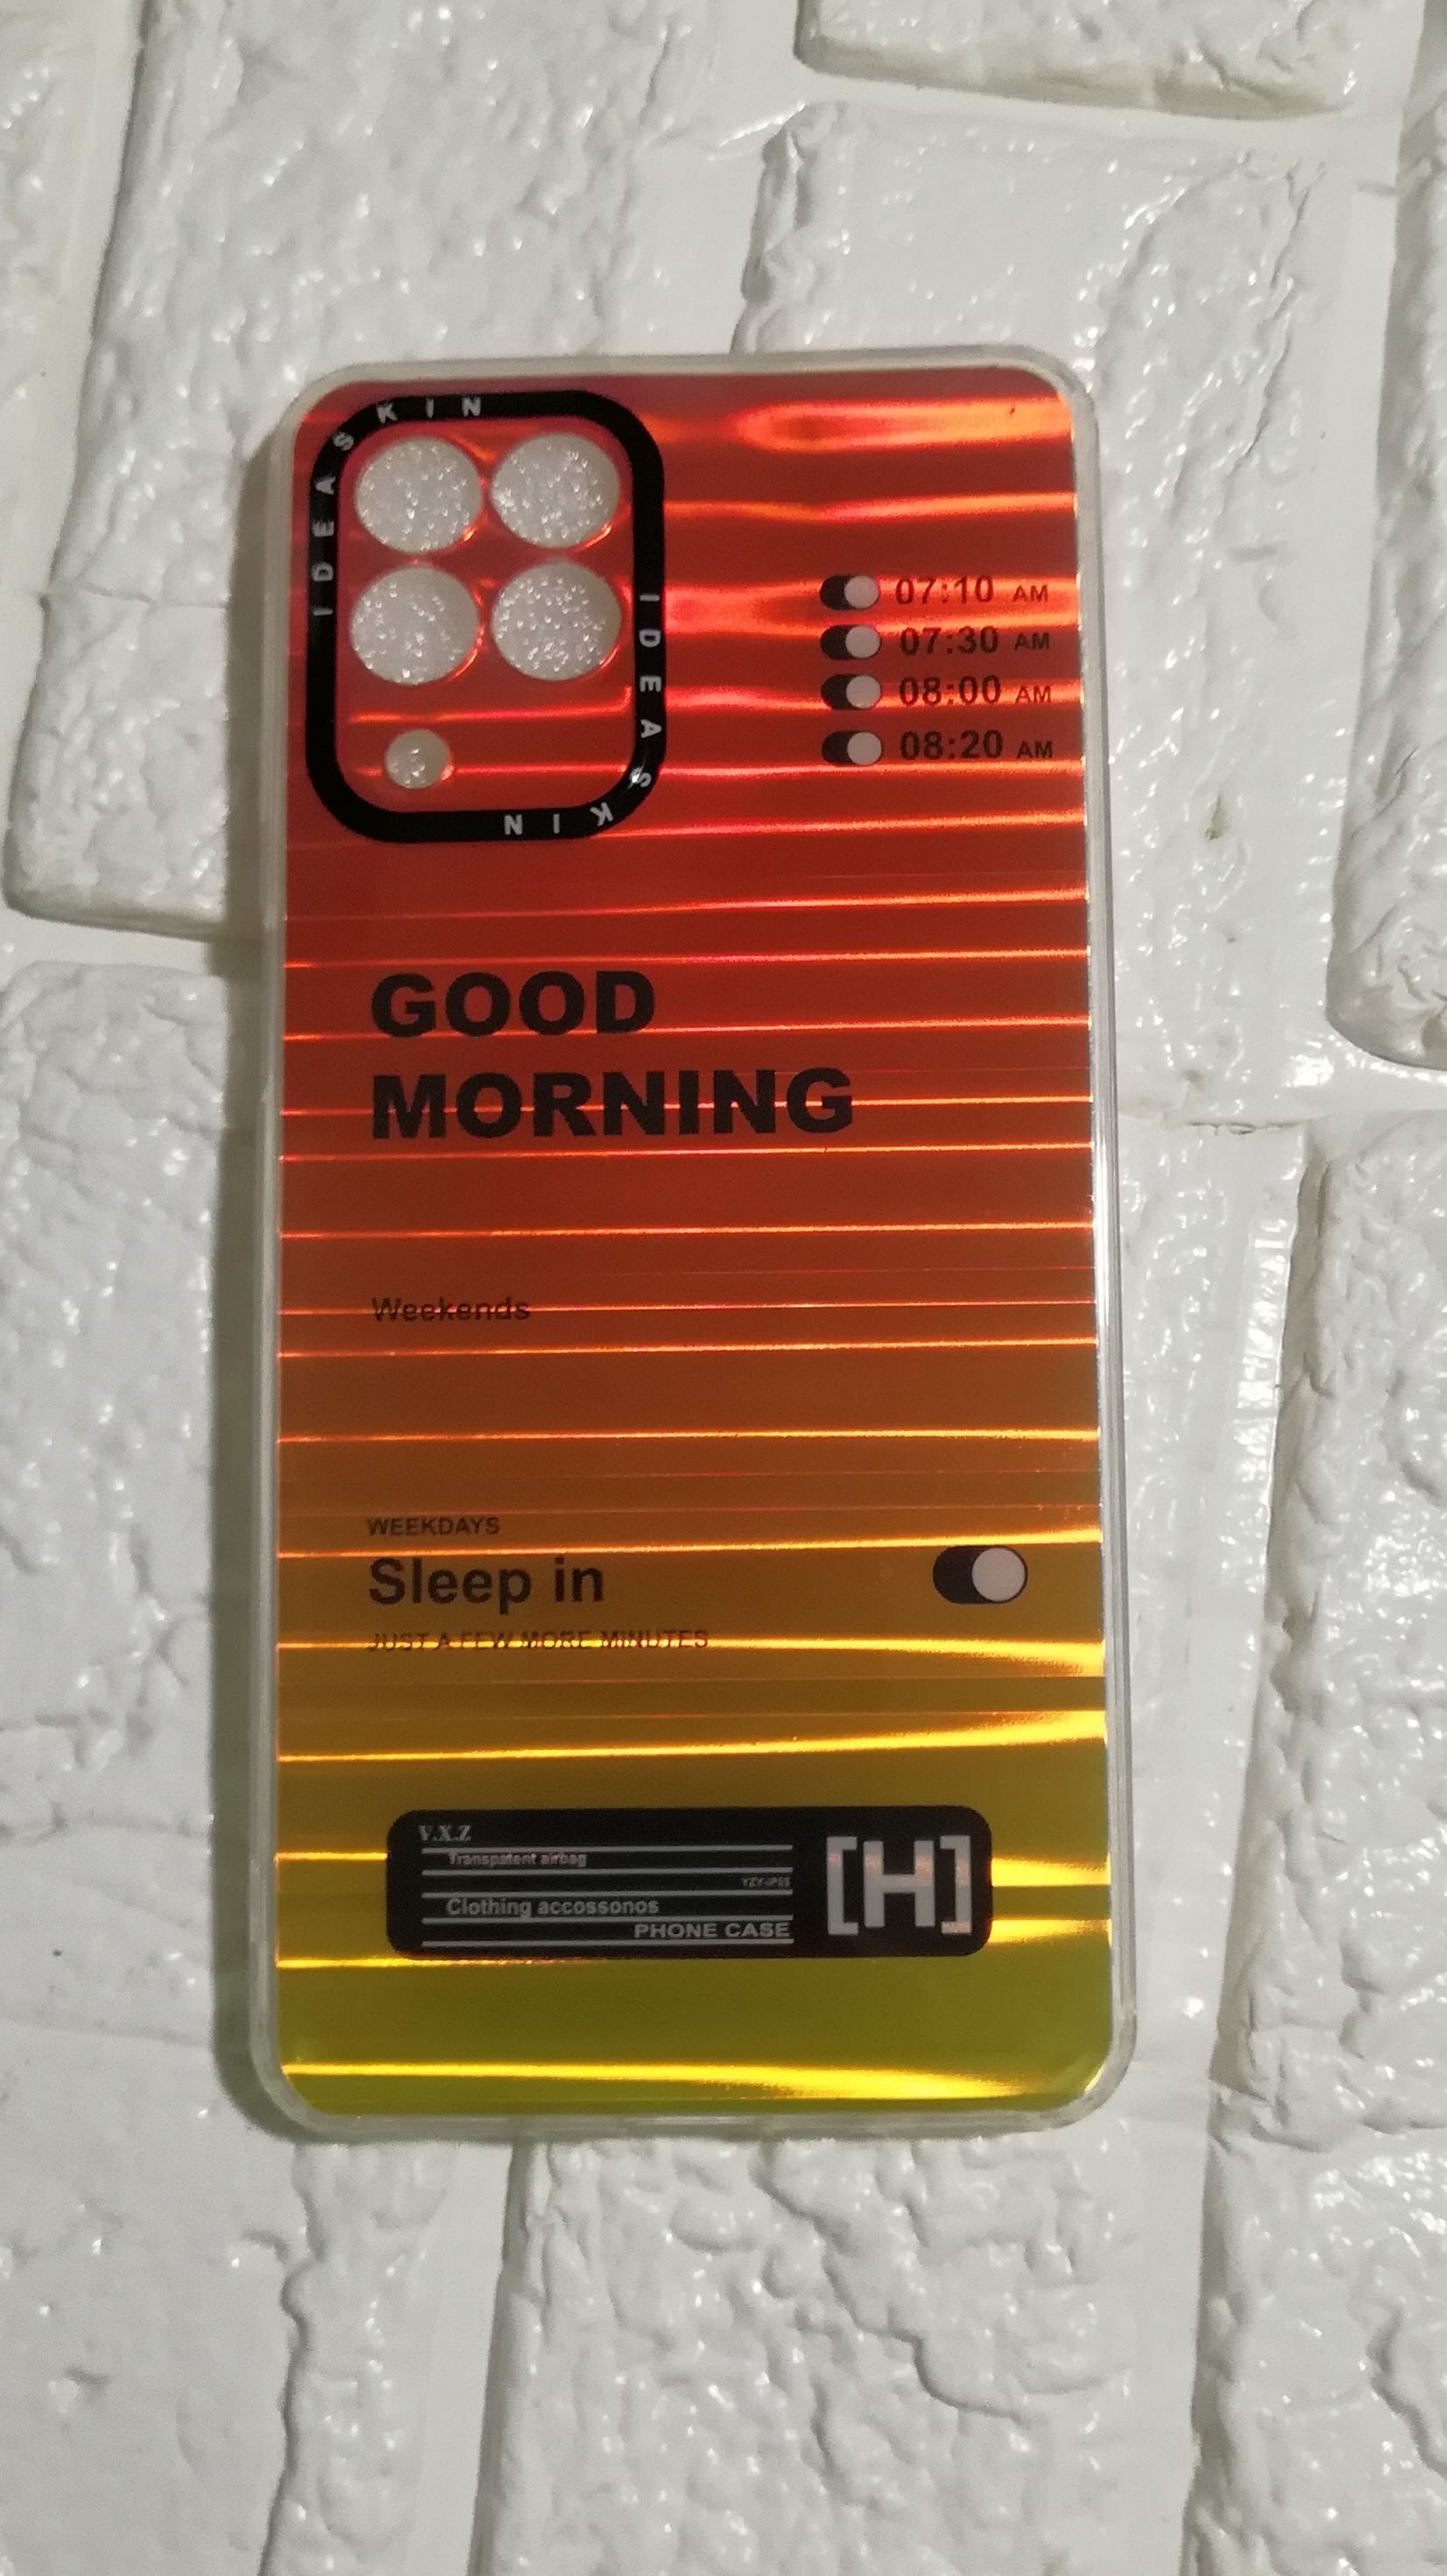 IDEASKIN
IDEASKIN
07:10 AM
07:30 AM
08:00 AM
08:20 AM
GOOD
MORNING
Weekends
WEEKDAYS
Sleep in
JUST A FEW MORE MINUTES
V.X.Z
Transpatent airbag
Clothing accossonos
PHONE CASE
[H]